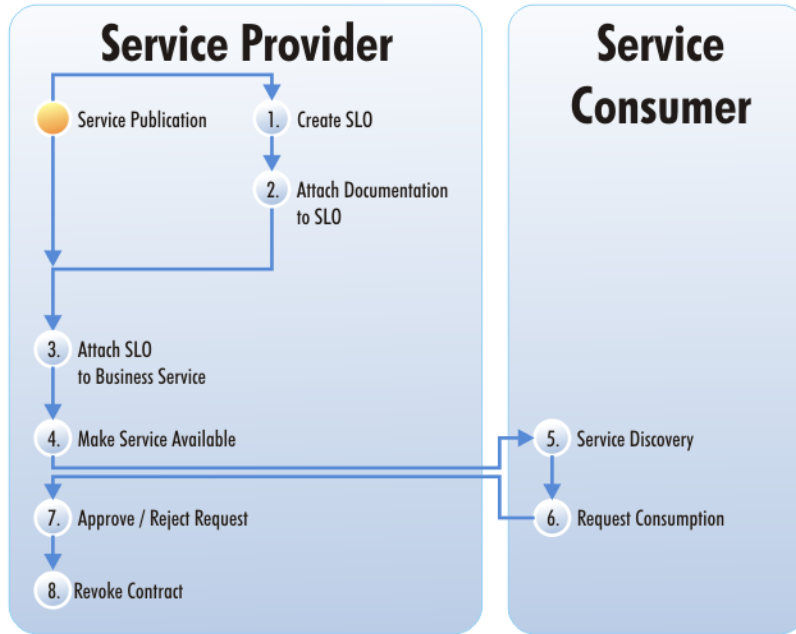 Service Provider
Service
Consumer
Service Publication
1. Create SLO
2. Attach Documentation
to SLO
3. Attach SLO
to Business Service
4. Make Service Available
5. Service Discovery
7. Approve / Reject Request
6. Request Consumption
8. Revoke Contract